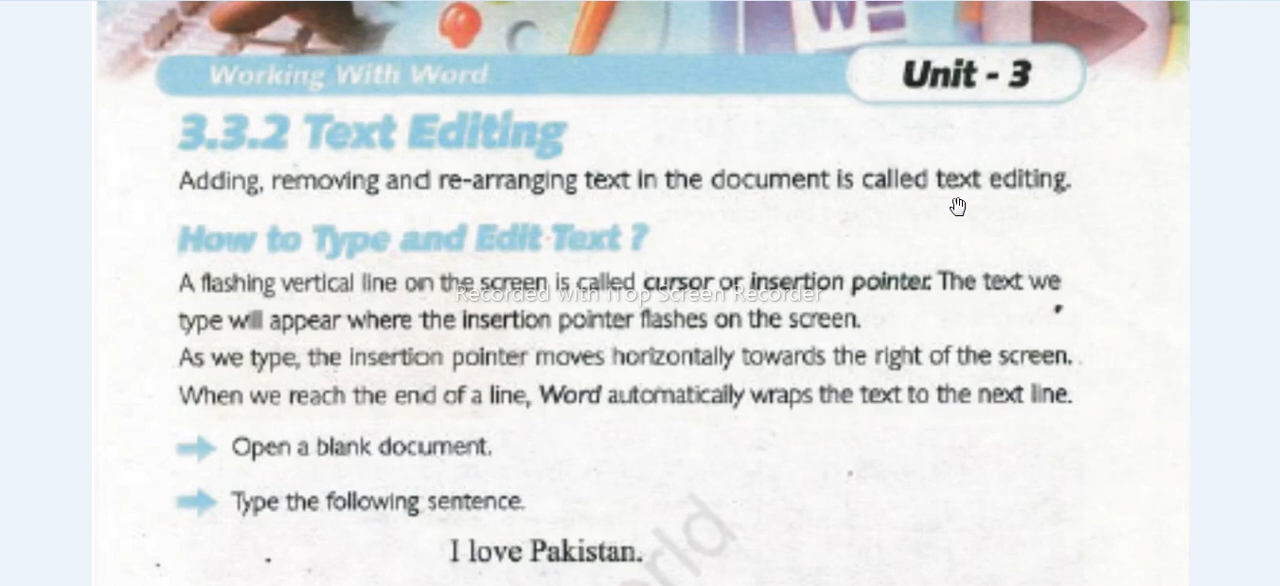 Working With Word
Unit - 3
3.3.2 Text Editing
Adding, removing and re-arranging text in the document is called text editing.
How to Type and Edit Text ?
A flashing vertical line on the screen is called cursor or insertion pointer. The text we
Recorded with iTop Screen Recorder
type will appear where the insertion pointer flashes on the screen.
As we type, the insertion pointer moves horizontally towards the right of the screen.
When we reach the end of a line, Word automatically wraps the text to the next line.
Open a blank document.
Type the following sentence.
I love Pakistan.